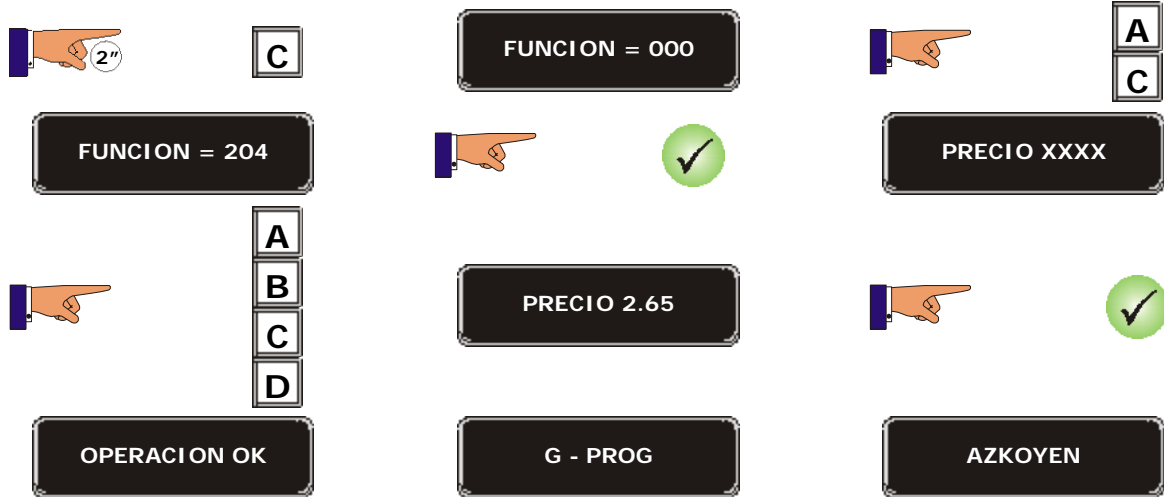 2"
C
FUNCION = 000
A
C
FUNCION = 204
PRECIO XXXX
A
B
C
D
PRECIO 2.65
OPERACION OK
G - PROG
AZKOYEN